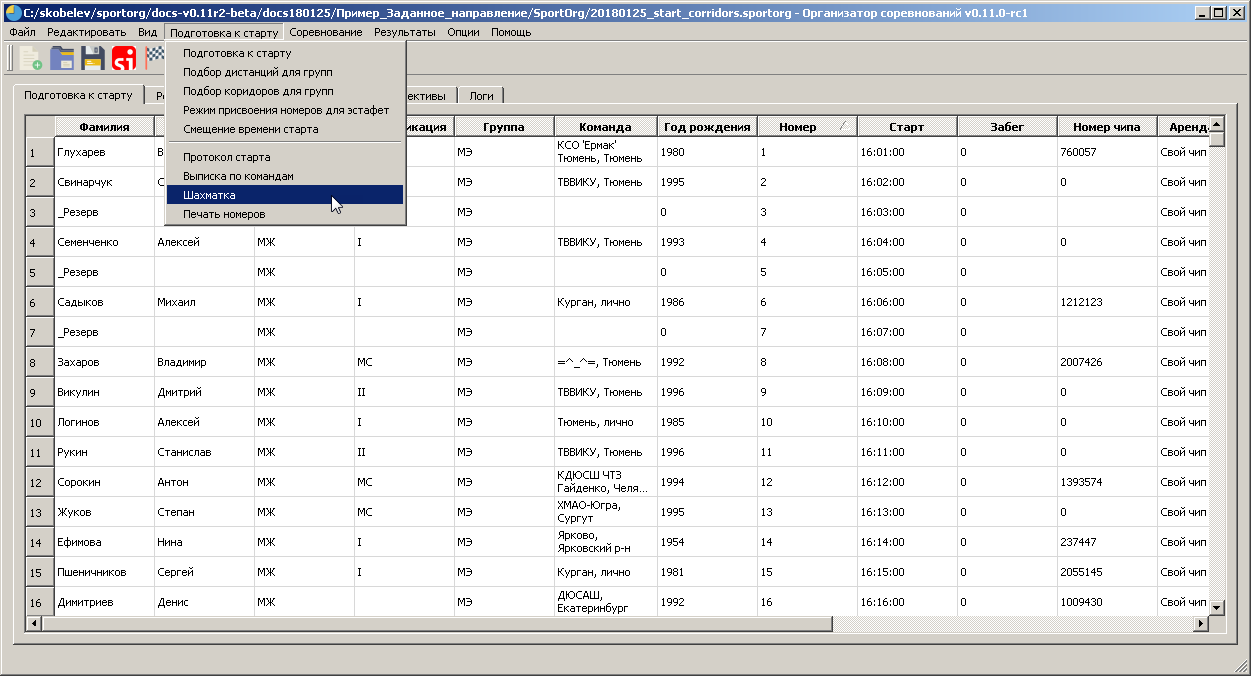 C:/skobelev/sportorg/docs-v0.11r2-beta/docs180125/Пример_Заданное_направление/SportOrg/20180125_start_corridors.sportorg - Организатор соревнований v0.11.0-rc1
Файл Редактировать Вид Подготовка к старту Соревнование Результаты Опции Помощь
si
Подготовка к старту
Подбор дистанций для групп
Подбор коридоров для групп
Режим присвоения номеров для эстафет
Смещение времени старта
Протокол старта
Выписка по командам
Шахматка
Печать номеров
Подготовка к старту Логи
Фамилия Группа Команда Год рождения Номер Старт Забег Номер чипа Аренд.
1 Глухарев МЭ КСО 'Ермак' Тюмень, Тюмень 1980 1 16:01:00 0 760057 Свой чип
2 Свинарчук МЭ ТВВИКУ, Тюмень 1995 2 16:02:00 0 0 Свой чип
3 _Резерв МЭ 0 3 16:03:00 0 Свой чип
4 Семенченко Алексей МЖ I МЭ ТВВИКУ, Тюмень 1993 4 16:04:00 0 0 Свой чип
5 _Резерв МЖ МЭ 0 5 16:05:00 0 Свой чип
6 Садыков Михаил МЖ I МЭ Курган, лично 1986 6 16:06:00 0 1212123 Свой чип
7 _Резерв МЖ МЭ 0 7 16:07:00 0 Свой чип
8 Захаров Владимир МЖ МС МЭ =^_^=, Тюмень 1992 8 16:08:00 0 2007426 Свой чип
9 Викулин Дмитрий МЖ II МЭ ТВВИКУ, Тюмень 1996 9 16:09:00 0 0 Свой чип
10 Логинов Алексей МЖ I МЭ Тюмень, лично 1985 10 16:10:00 0 0 Свой чип
11 Рукин Станислав МЖ II МЭ ТВВИКУ, Тюмень 1996 11 16:11:00 0 0 Свой чип
12 Сорокин Антон МЖ МС МЭ КДЮСШ ЧТЗ Гайденко, Челя... 1994 12 16:12:00 0 1393574 Свой чип
13 Жуков Степан МЖ МС МЭ ХМАО-Югра, Сургут 1995 13 16:13:00 0 0 Свой чип
14 Ефимова Нина МЖ I МЭ Ярково, Ярковский р-н 1954 14 16:14:00 0 237447 Свой чип
15 Пшеничников Сергей МЖ I МЭ Курган, лично 1981 15 16:15:00 0 2055145 Свой чип
16 Димитриев Денис МЖ МЭ ДЮСАШ, Екатеринбург 1992 16 16:16:00 0 1009430 Свой чип